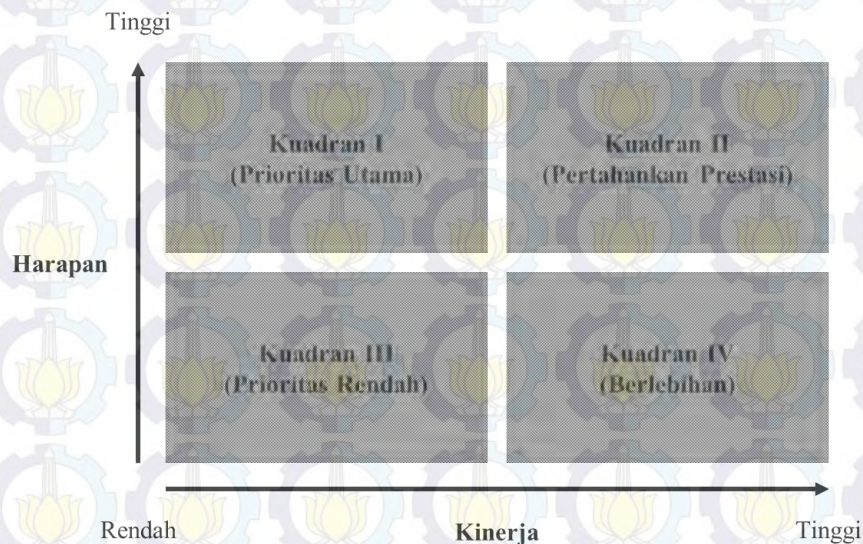 Tinggi
Kuadran I
(Prioritas Utama)
Kuadran II
(Pertahankan Prestasi)
Harapan
Kuadran III
(Prioritas Rendah)
Kuadran IV
(Berlebihan)
Rendah
Kinerja
Tinggi